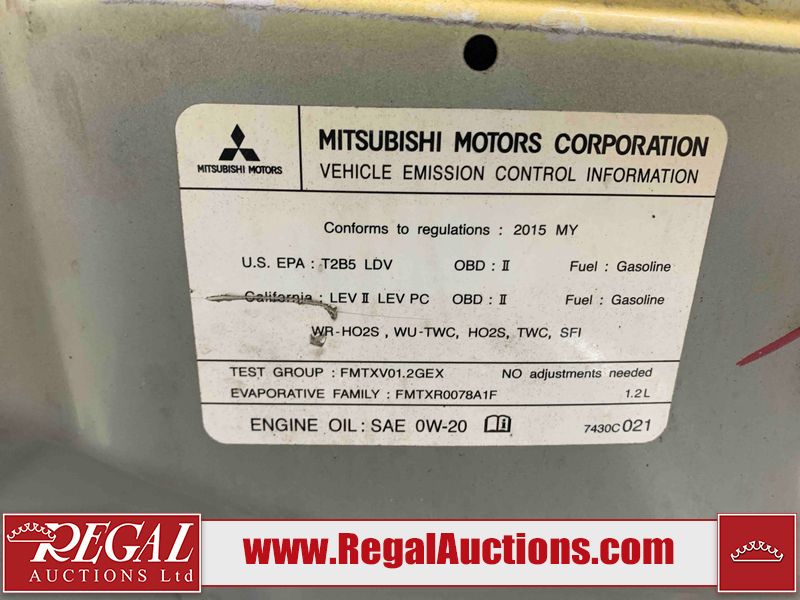 MITSUBISHI MOTORS
MITSUBISHI MOTORS CORPORATION
VEHICLE EMISSION CONTROL INFORMATION
Conforms to regulations : 2015 MY
U.S. EPA : T2B5 LDV OBD : II Fuel : Gasoline
California : LEV II LEV PC OBD : II Fuel : Gasoline
WR-HO2S , WU-TWC, HO2S, TWC, SFI
TEST GROUP : FMTXV01.2GEX NO adjustments needed
EVAPORATIVE FAMILY : FMTXR0078A1F 1.2 L
ENGINE OIL : SAE 0W-20 7430C021
REGAL
AUCTIONS Ltd
www.RegalAuctions.com